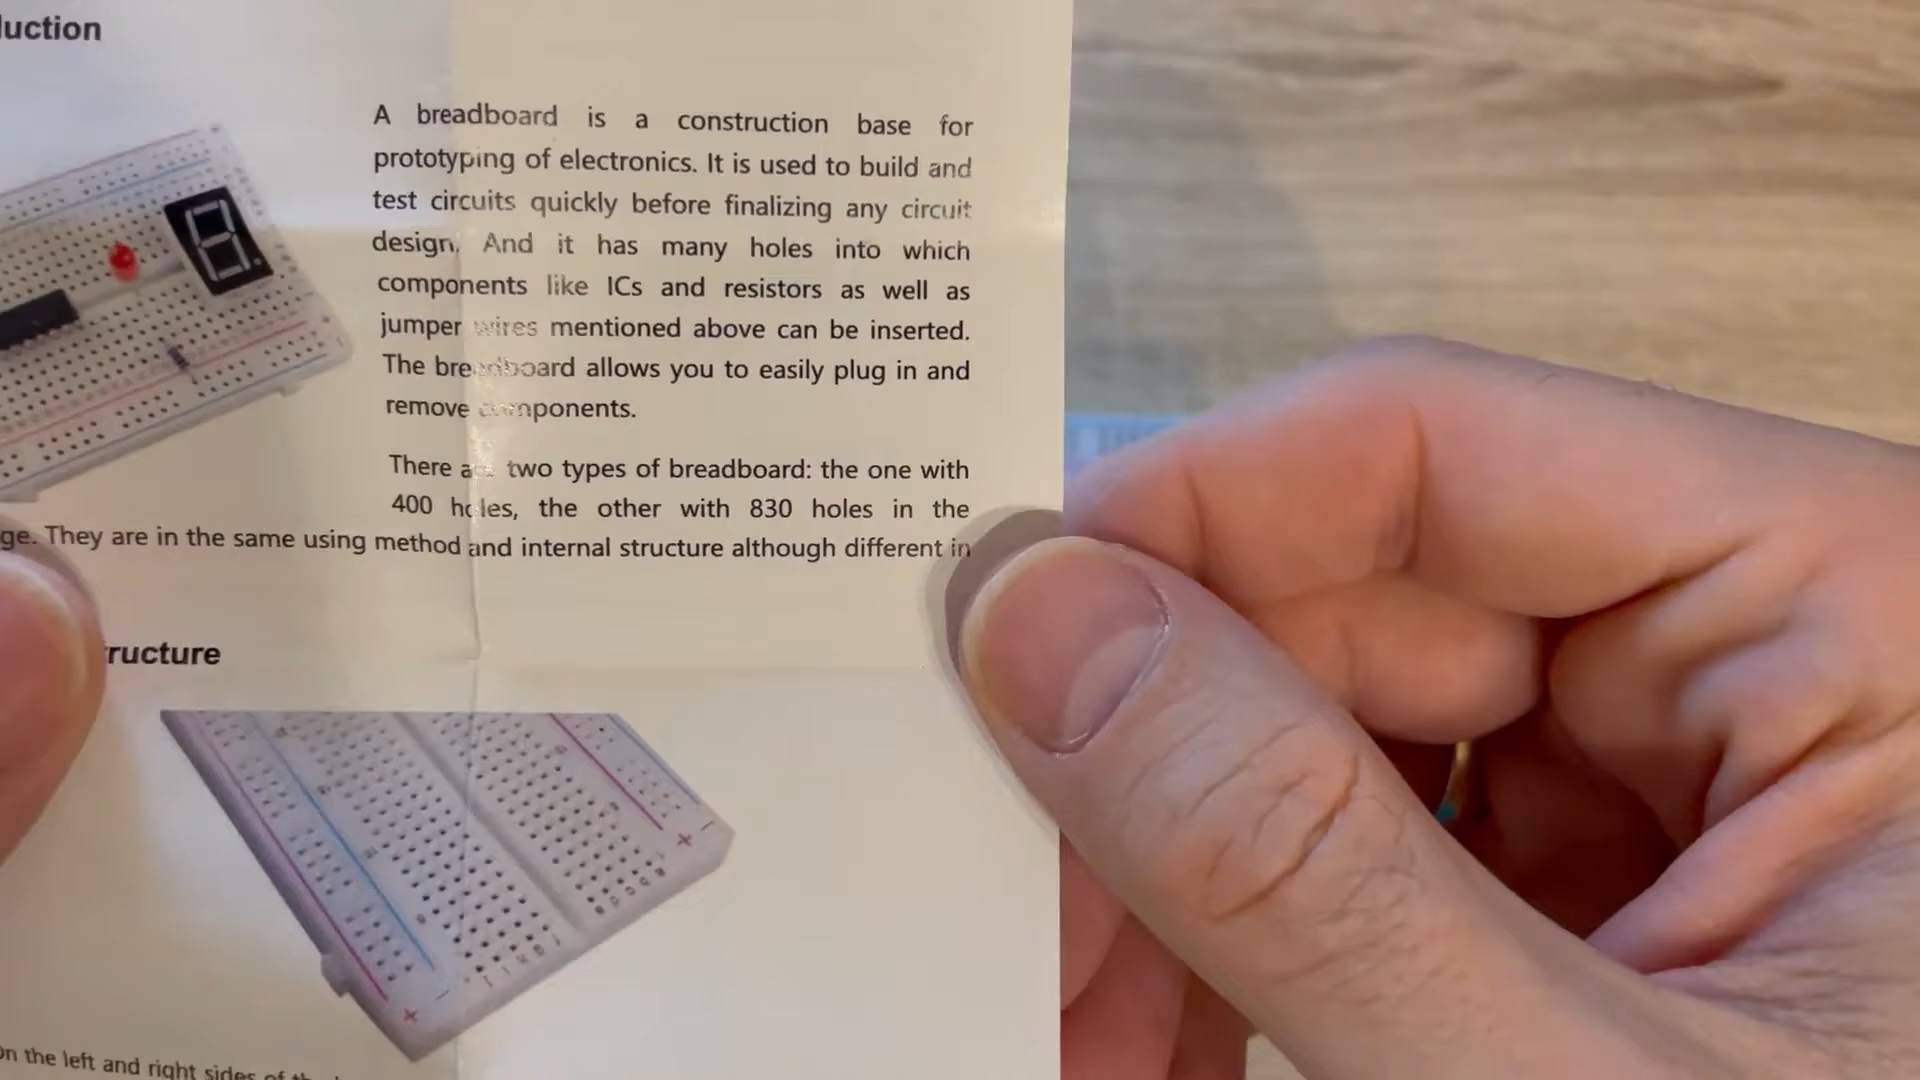 luction
A breadboard is a construction base for
prototyping of electronics. It is used to build and
test circuits quickly before finalizing any circuit
design. And it has many holes into which
components like ICs and resistors as well as
jumper wires mentioned above can be inserted.
The breadboard allows you to easily plug in and
remove components.
There are two types of breadboard: the one with
400 holes, the other with 830 holes in the
ge. They are in the same using method and internal structure although different in
ructure
+ −
+ −
on the left and right sides of